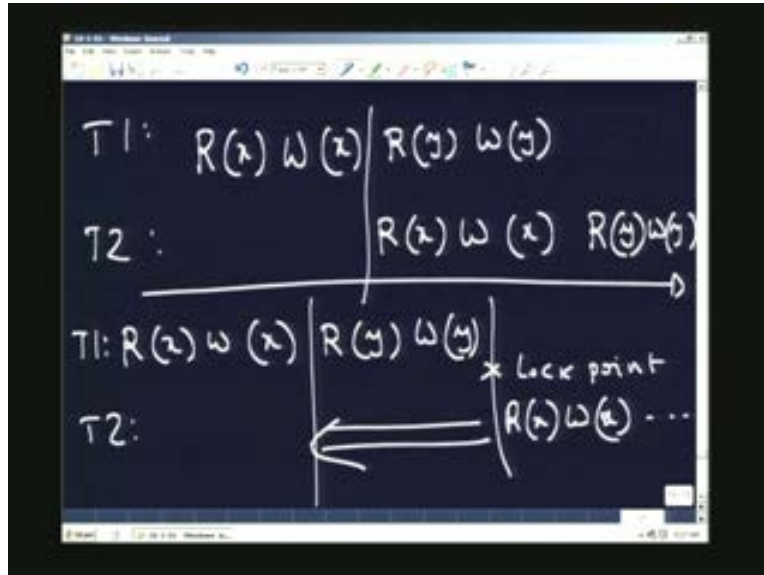 T1: R(x) W(x) R(y) W(y)
T2: R(x) W(x) R(y) W(y)
T1: R(x) W(x) R(y) W(y)
x Lock point
T2: R(x) W(x) ...